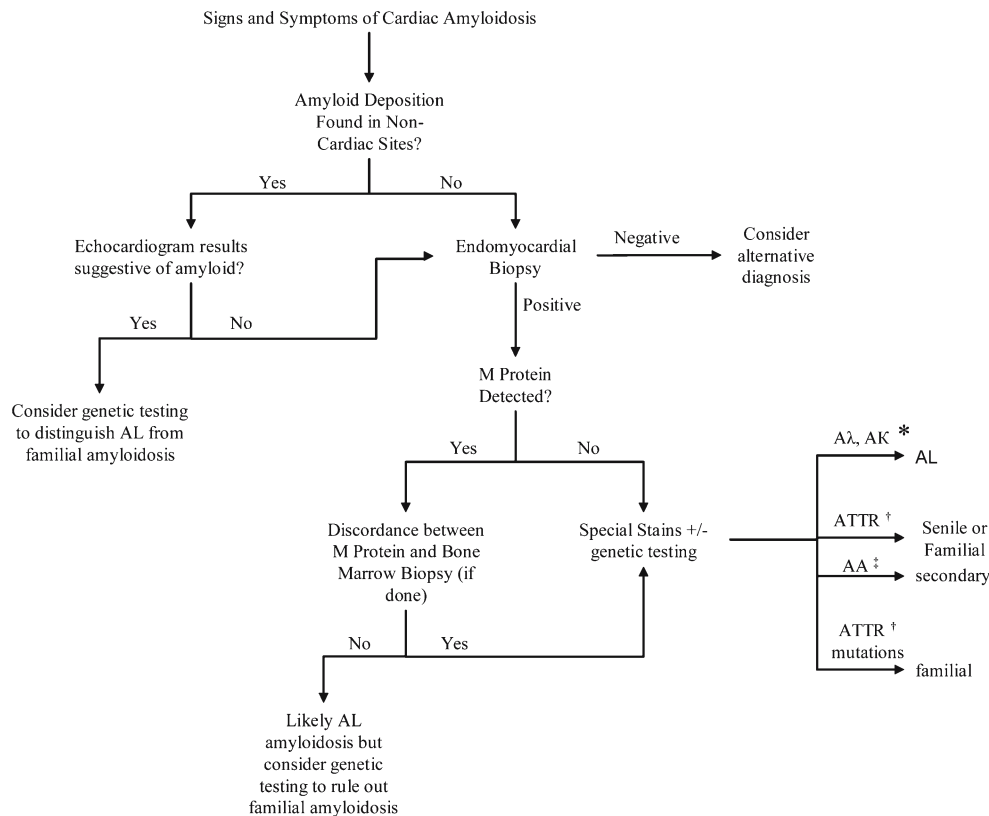 Signs and Symptoms of Cardiac Amyloidosis
Amyloid Deposition
Found in Non-
Cardiac Sites?
Yes
No
Echocardiogram results
suggestive of amyloid?
Endomyocardial
Biopsy
Negative
Consider
alternative
diagnosis
Positive
Yes
No
M Protein
Detected?
Consider genetic testing
to distinguish AL from
familial amyloidosis
Yes
No
Discordance between
M Protein and Bone
Marrow Biopsy (if
done)
Special Stains +/-
genetic testing
Aλ, AK *
AL
ATTR †
Senile or
Familial
AA ‡
secondary
ATTR †
mutations
familial
No
Yes
Likely AL
amyloidosis but
consider genetic
testing to rule out
familial amyloidosis